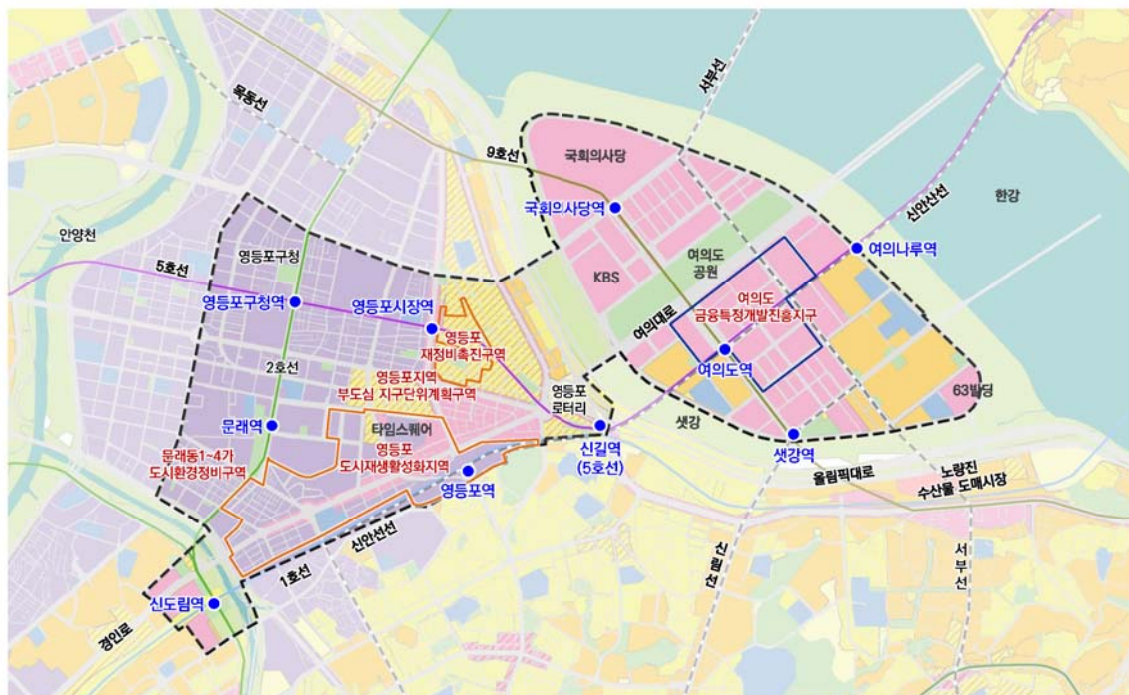 목동선
서부선
9호선
국회의사당
국회의사당역
신안산선
한강
안양천
영등포구청
여의도
공원
여의나루역
5호선
KBS
영등포구청역
영등포시장역
여의도
금융특정개발진흥지구
여의대로
영등포
재정비촉진구역
2호선
여의도역
영등포지역
부도심 지구단위계획구역
63빌딩
영등포
로터리
문래역
타임스퀘어
샛강
신길역
(5호선)
샛강역
문래동1~4가
도시환경정비구역
영등포
도시재생활성화지역
영등포역
올림픽대로
노량진
수산물 도매시장
신안선선
1호선
신림선
서부선
신도림역
경인로